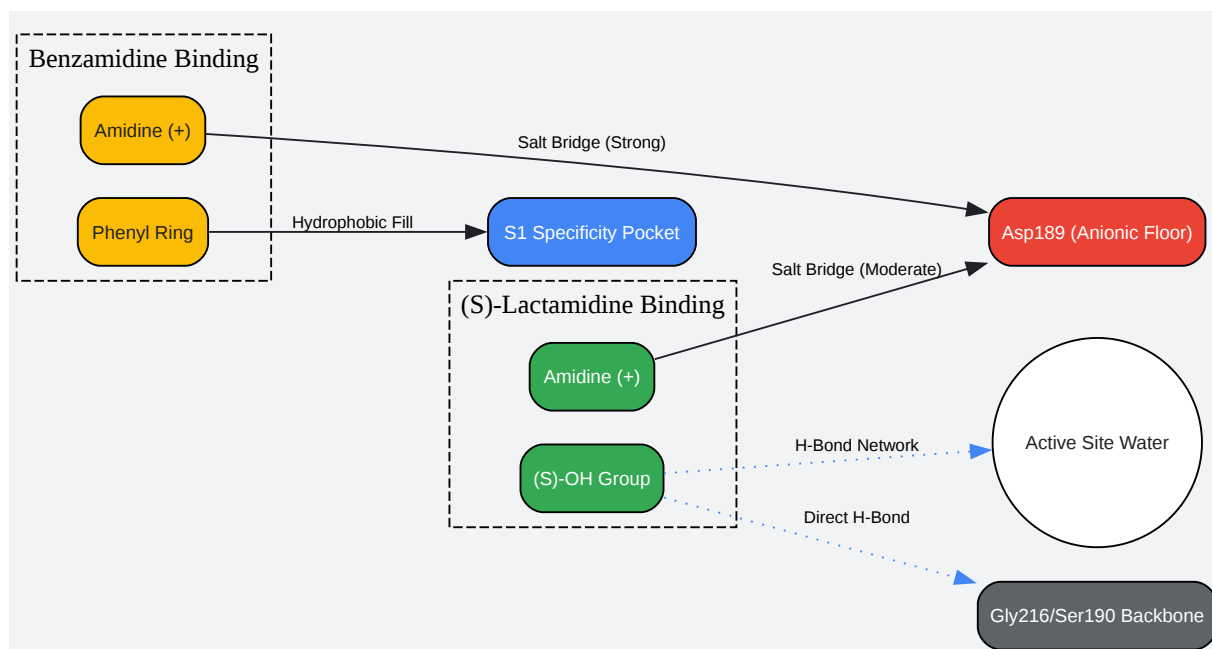 Benzamidine Binding
Amidine (+)
Salt Bridge (Strong)
Phenyl Ring
Hydrophobic Fill
S1 Specificity Pocket
Asp189 (Anionic Floor)
Salt Bridge (Moderate)
(S)-Lactamidine Binding
Amidine (+)
H-Bond Network
Active Site Water
(S)-OH Group
Direct H-Bond
Gly216/Ser190 Backbone